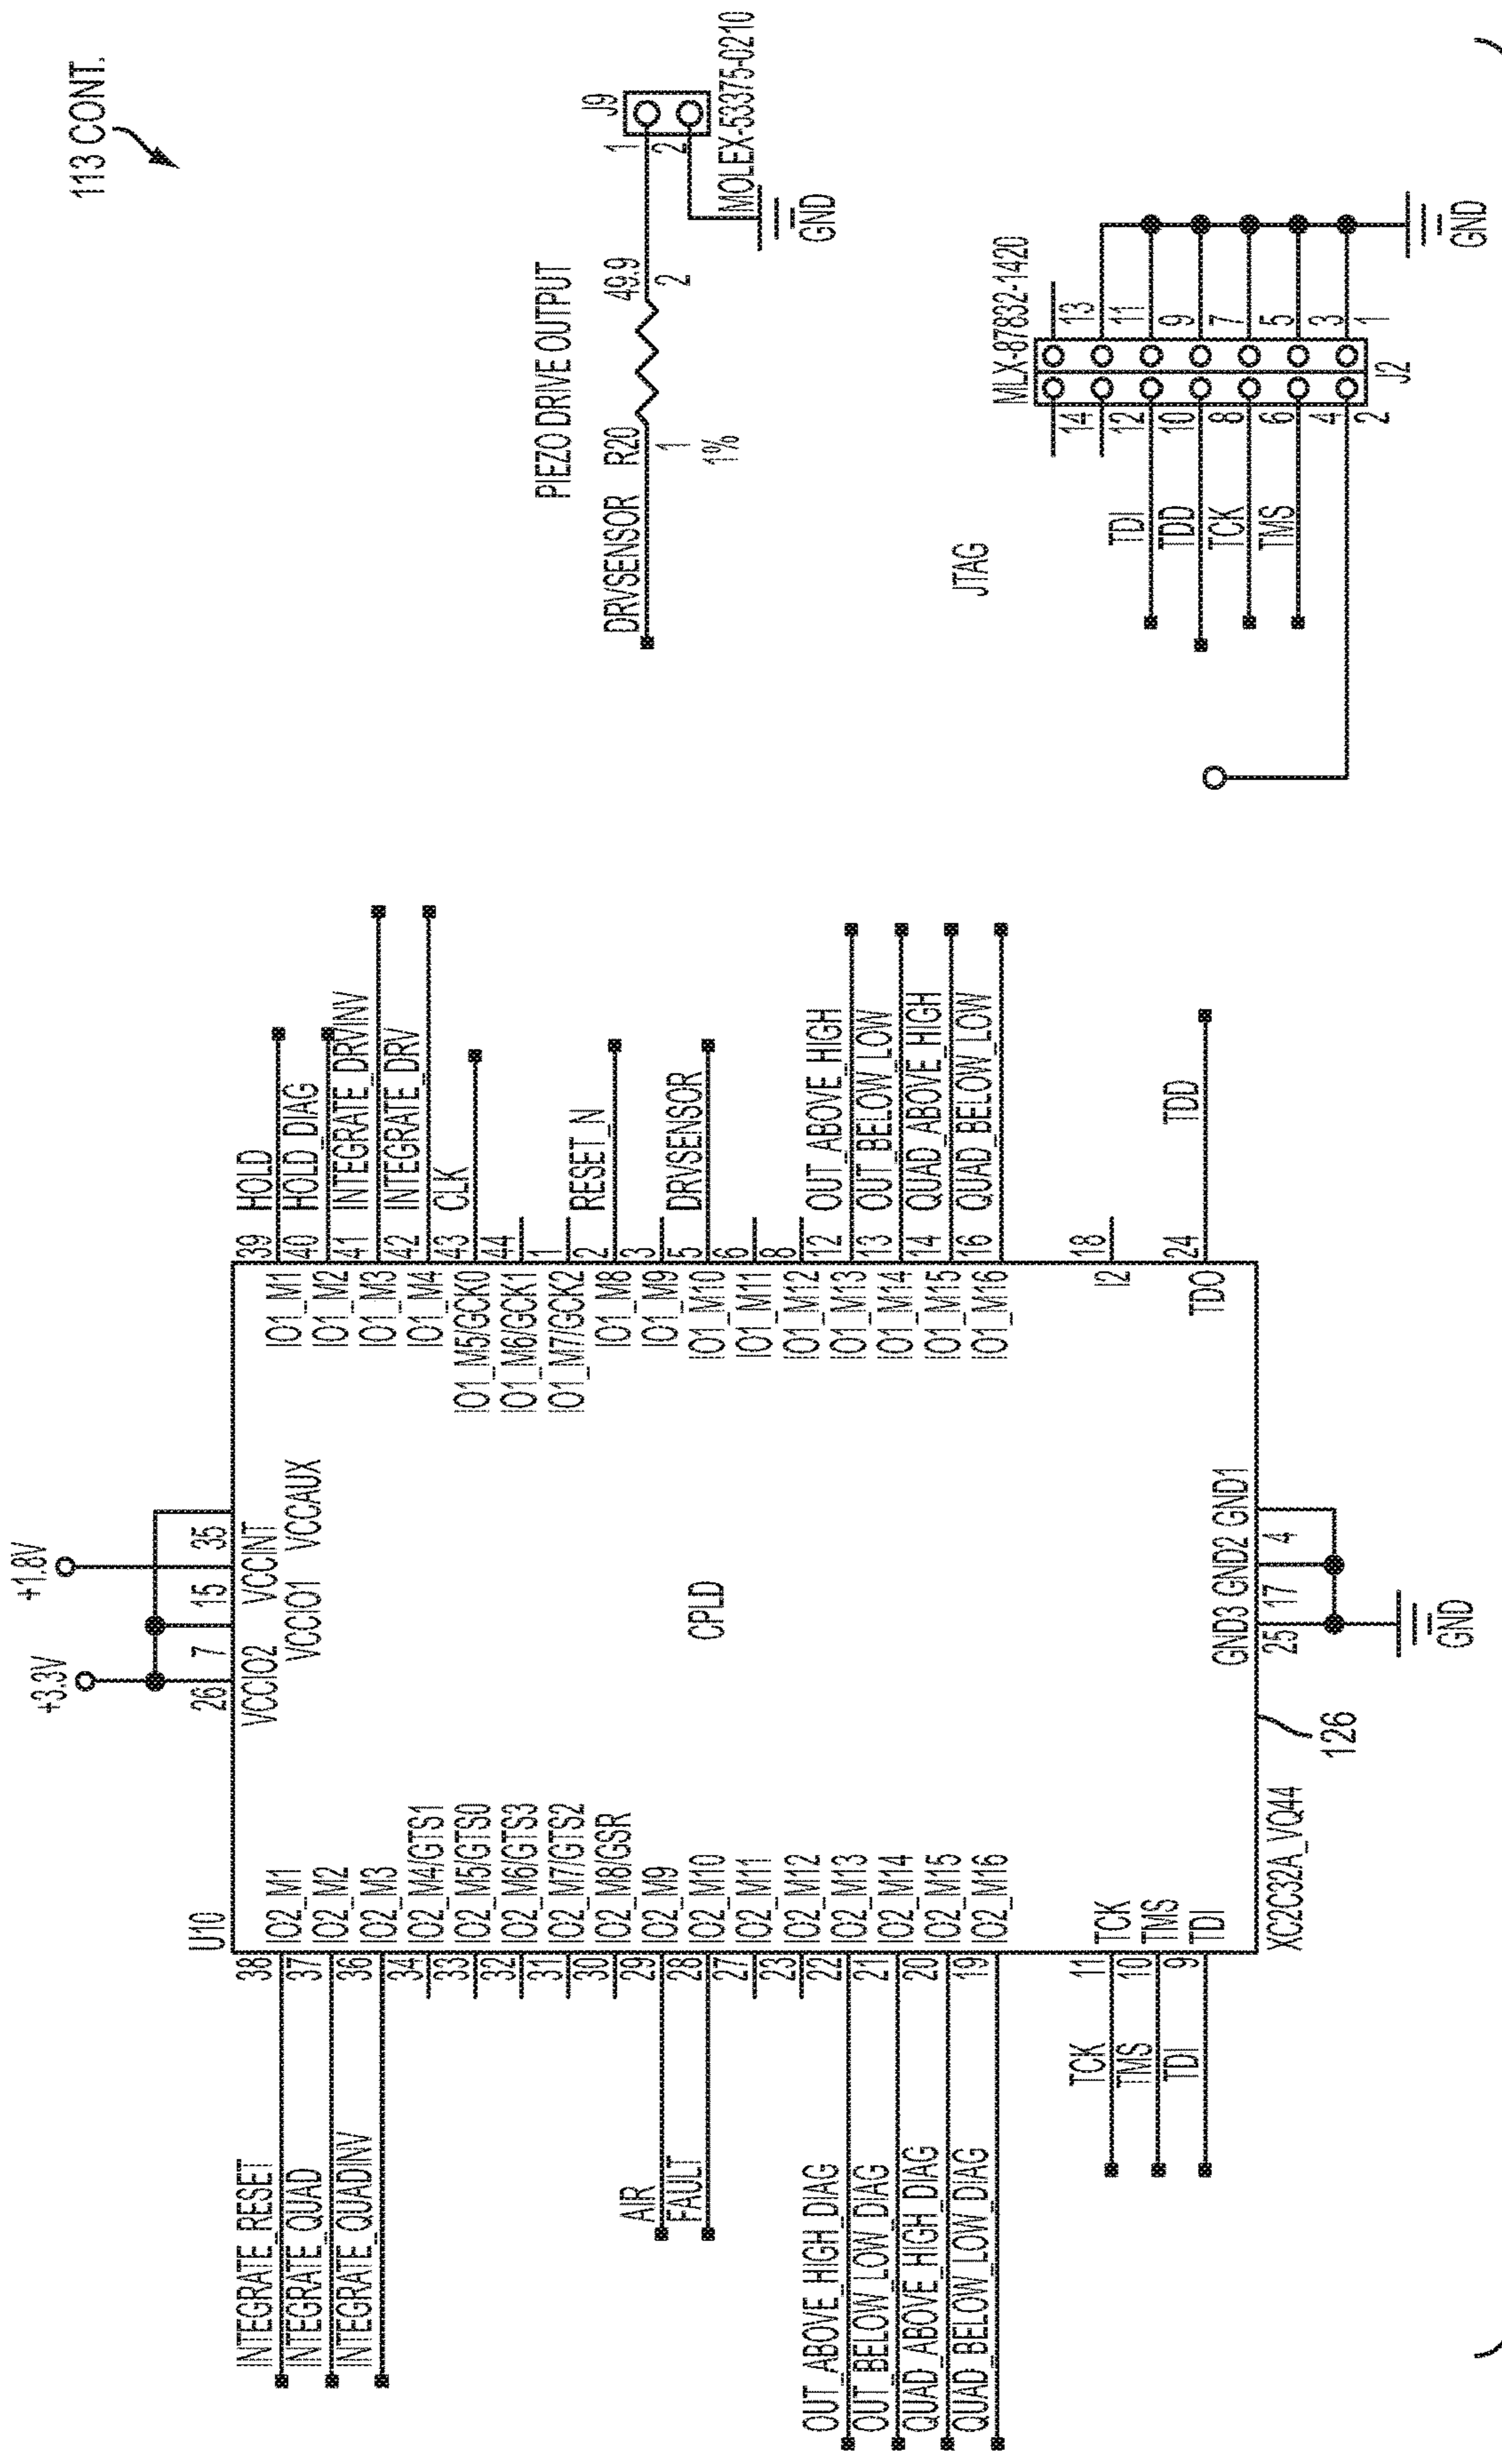 113 CONT.
+3.3V
+1.8V
26
7
15
35
VCCIO2
VCCINT
VCCIO1
VCCAUX
U10
CPLD
INTEGRATE_RESET
38
IO2_M1
INTEGRATE_QUAD
37
IO2_M2
INTEGRATE_QUADINV
36
IO2_M3
34
IO2_M4/GTS1
33
IO2_M5/GTS0
32
IO2_M6/GTS3
31
IO2_M7/GTS2
30
IO2_M8/GSR
AIR
29
IO2_M9
FAULT
28
IO2_M10
27
IO2_M11
23
IO2_M12
OUT_ABOVE_HIGH_DIAG
22
IO2_M13
OUT_BELOW_LOW_DIAG
21
IO2_M14
QUAD_ABOVE_HIGH_DIAG
20
IO2_M15
QUAD_BELOW_LOW_DIAG
19
IO2_M16
TCK
11
TCK
TMS
10
TMS
TDI
9
TDI
IO1_M1
39
HOLD
IO1_M2
40
HOLD_DIAG
IO1_M3
41
INTEGRATE_DRVINV
IO1_M4
42
INTEGRATE_DRV
IO1_M5/GCK0
43
CLK
IO1_M6/GCK1
44
IO1_M7/GCK2
1
IO1_M8
2
RESET_N
IO1_M9
3
IO1_M10
5
DRVSENSOR
IO1_M11
6
IO1_M12
8
IO1_M13
12
OUT_ABOVE_HIGH
IO1_M14
13
OUT_BELOW_LOW
IO1_M15
14
QUAD_ABOVE_HIGH
IO1_M16
16
QUAD_BELOW_LOW
I2
18
TDO
24
TDD
GND3 GND2 GND1
25
17
4
GND
XC2C32A_VQ44
126
PIEZO DRIVE OUTPUT
DRVSENSOR
R20
49.9
1
2
1%
J9
1
2
MOLEX-53375-0210
GND
JTAG
MLX-87832-1420
14
13
12
11
TDI
10
9
TDD
8
7
TCK
6
5
TMS
4
3
2
1
J2
GND